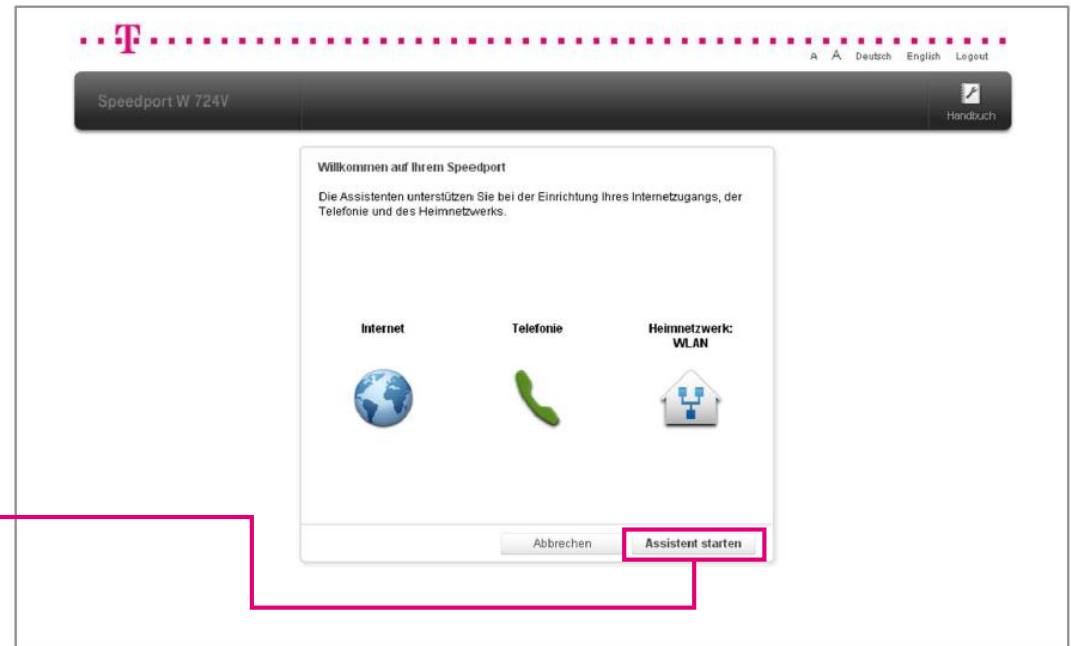 T
A A Deutsch English Logout
Speedport W 724V
Handbuch
Willkommen auf Ihrem Speedport
Die Assistenten unterstützen Sie bei der Einrichtung Ihres Internetzugangs, der
Telefonie und des Heimnetzwerks.
Internet
Telefonie
Heimnetzwerk:
WLAN
Abbrechen
Assistent starten